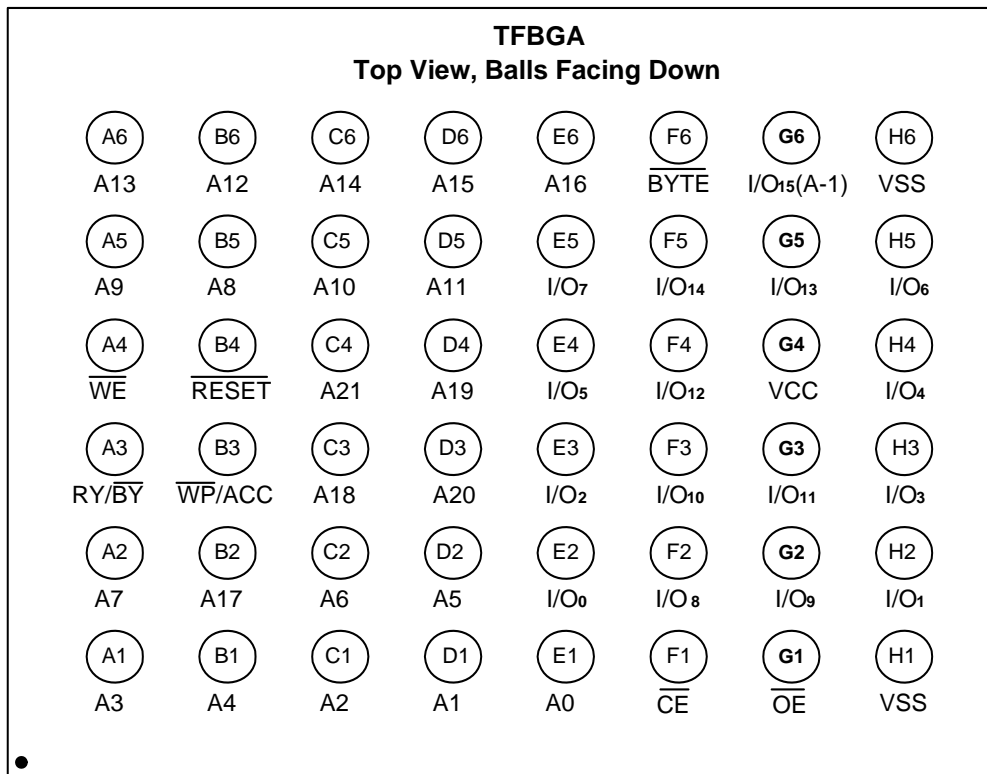 TFBGA
Top View, Balls Facing Down
A6 B6 C6 D6 E6 F6 G6 H6
A13 A12 A14 A15 A16 BYTE I/O15(A-1) VSS
A5 B5 C5 D5 E5 F5 G5 H5
A9 A8 A10 A11 I/O7 I/O14 I/O13 I/O6
A4 B4 C4 D4 E4 F4 G4 H4
WE RESET A21 A19 I/O5 I/O12 VCC I/O4
A3 B3 C3 D3 E3 F3 G3 H3
RY/BY WP/ACC A18 A20 I/O2 I/O10 I/O11 I/O3
A2 B2 C2 D2 E2 F2 G2 H2
A7 A17 A6 A5 I/O0 I/O8 I/O9 I/O1
A1 B1 C1 D1 E1 F1 G1 H1
A3 A4 A2 A1 A0 CE OE VSS